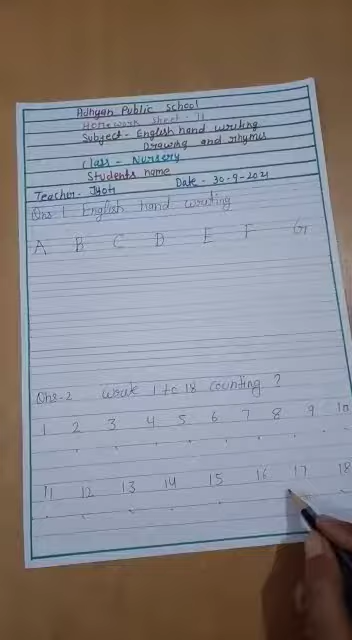 Adhyan Public School
Homework sheet - 11
Subject - English hand writing
Drawing and rhymes
Class - Nursery
Students name
Teacher - Jyoti Date - 30-9-2021
Qns 1 English hand writing
A B C D E F G
Qns-2 Write 1 to 18 counting ?
1 2 3 4 5 6 7 8 9 10
11 12 13 14 15 16 17 18